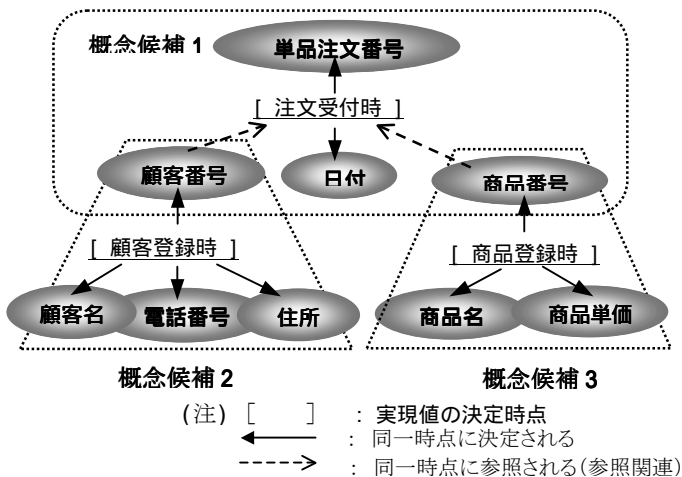 概念候補1
単品注文番号
[ 注文受付時 ]
顧客番号
日付
商品番号
[ 顧客登録時 ]
[ 商品登録時 ]
顧客名
電話番号
住所
商品名
商品単価
概念候補2
概念候補3
(注) [ ] : 実現値の決定時点
: 同一時点に決定される
: 同一時点に参照される(参照関連)